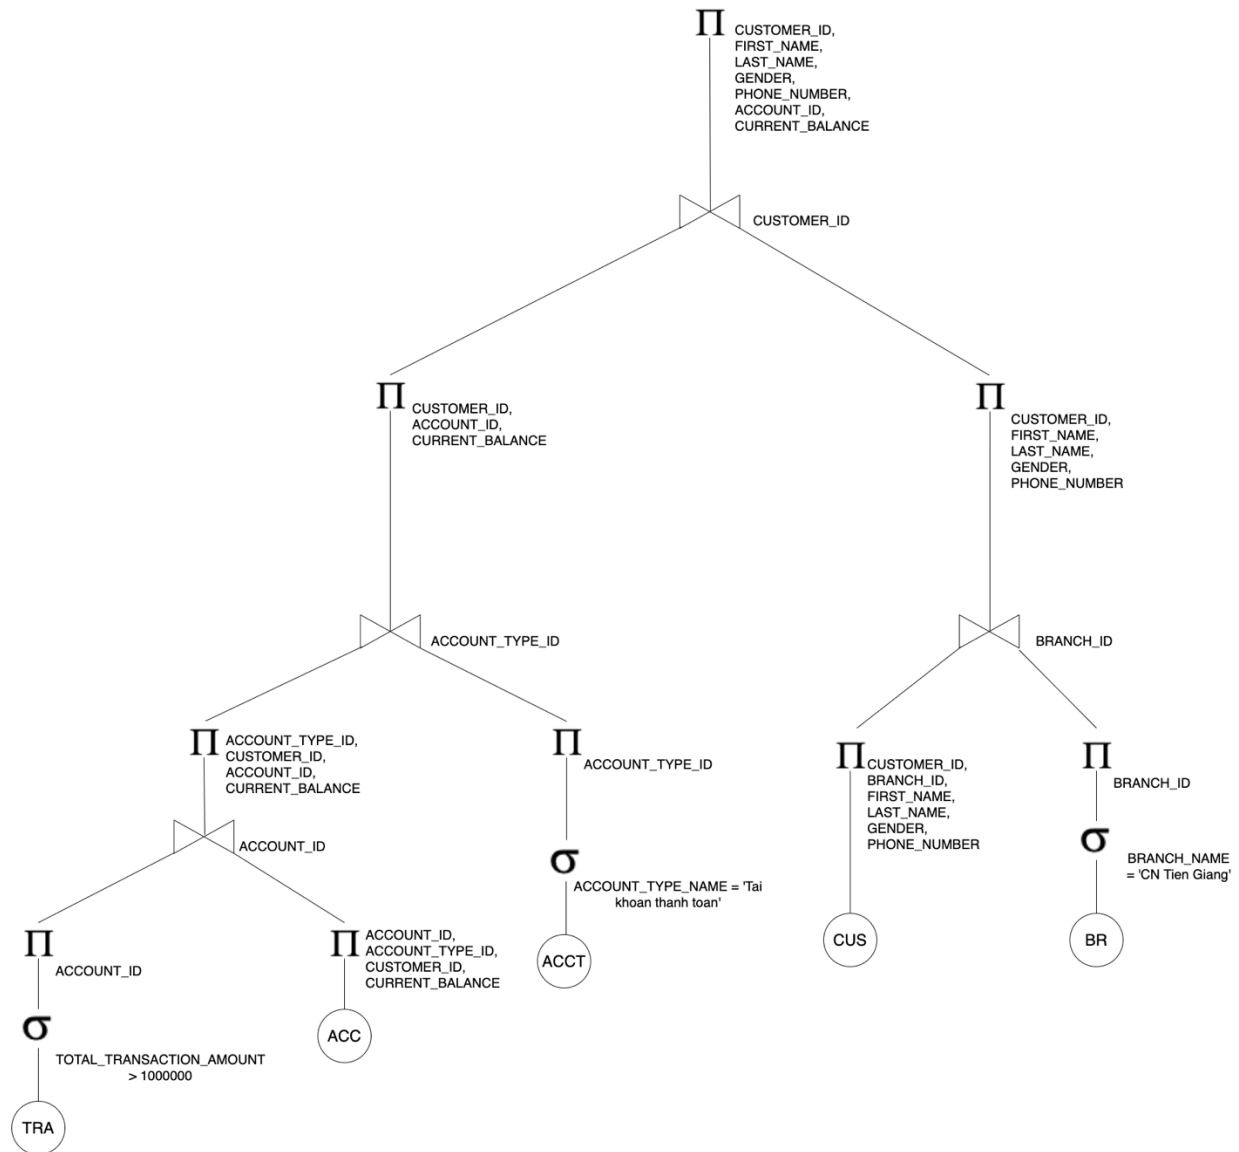 Π
CUSTOMER_ID,
FIRST_NAME,
LAST_NAME,
GENDER,
PHONE_NUMBER,
ACCOUNT_ID,
CURRENT_BALANCE
CUSTOMER_ID
Π
CUSTOMER_ID,
ACCOUNT_ID,
CURRENT_BALANCE
Π
CUSTOMER_ID,
FIRST_NAME,
LAST_NAME,
GENDER,
PHONE_NUMBER
ACCOUNT_TYPE_ID
BRANCH_ID
Π
ACCOUNT_TYPE_ID,
CUSTOMER_ID,
ACCOUNT_ID,
CURRENT_BALANCE
Π
ACCOUNT_TYPE_ID
Π
CUSTOMER_ID,
BRANCH_ID,
FIRST_NAME,
LAST_NAME,
GENDER,
PHONE_NUMBER
Π
BRANCH_ID
ACCOUNT_ID
σ
ACCOUNT_TYPE_NAME = 'Tai
khoan thanh toan'
σ
BRANCH_NAME
= 'CN Tien Giang'
Π
ACCOUNT_ID
Π
ACCOUNT_ID,
ACCOUNT_TYPE_ID,
CUSTOMER_ID,
CURRENT_BALANCE
ACCT
CUS
BR
σ
TOTAL_TRANSACTION_AMOUNT
> 1000000
ACC
TRA